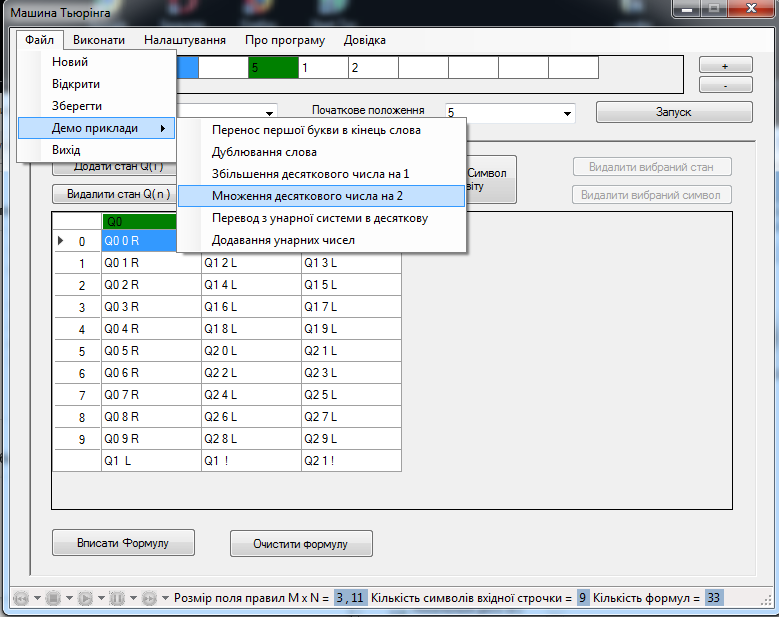 Машина Тьюрінга
Файл Виконати Налаштування Про програму Довідка
Новий
Відкрити
Зберегти
Демо приклади
Вихід
5 1 2
+
-
Початкове положення 5 Запуск
Перенос першої букви в кінець слова
Дублювання слова
Збільшення десяткового числа на 1
Множення десяткового числа на 2
Перевод з унарної системи в десяткову
Додавання унарних чисел
Додати стан Q(i)
Видалити стан Q( n )
Символ
Видалити вибраний стан
Видалити вибраний символ
Q0
0 Q0 0 R
1 Q0 1 R Q1 2 L Q1 3 L
2 Q0 2 R Q1 4 L Q1 5 L
3 Q0 3 R Q1 6 L Q1 7 L
4 Q0 4 R Q1 8 L Q1 9 L
5 Q0 5 R Q2 0 L Q2 1 L
6 Q0 6 R Q2 2 L Q2 3 L
7 Q0 7 R Q2 4 L Q2 5 L
8 Q0 8 R Q2 6 L Q2 7 L
9 Q0 9 R Q2 8 L Q2 9 L
Q1 L Q1 ! Q2 1 !
Вписати Формулу Очистити формулу
Розмір поля правил M x N = 3 , 11 Кількість символів вхідної строчки = 9 Кількість формул = 33